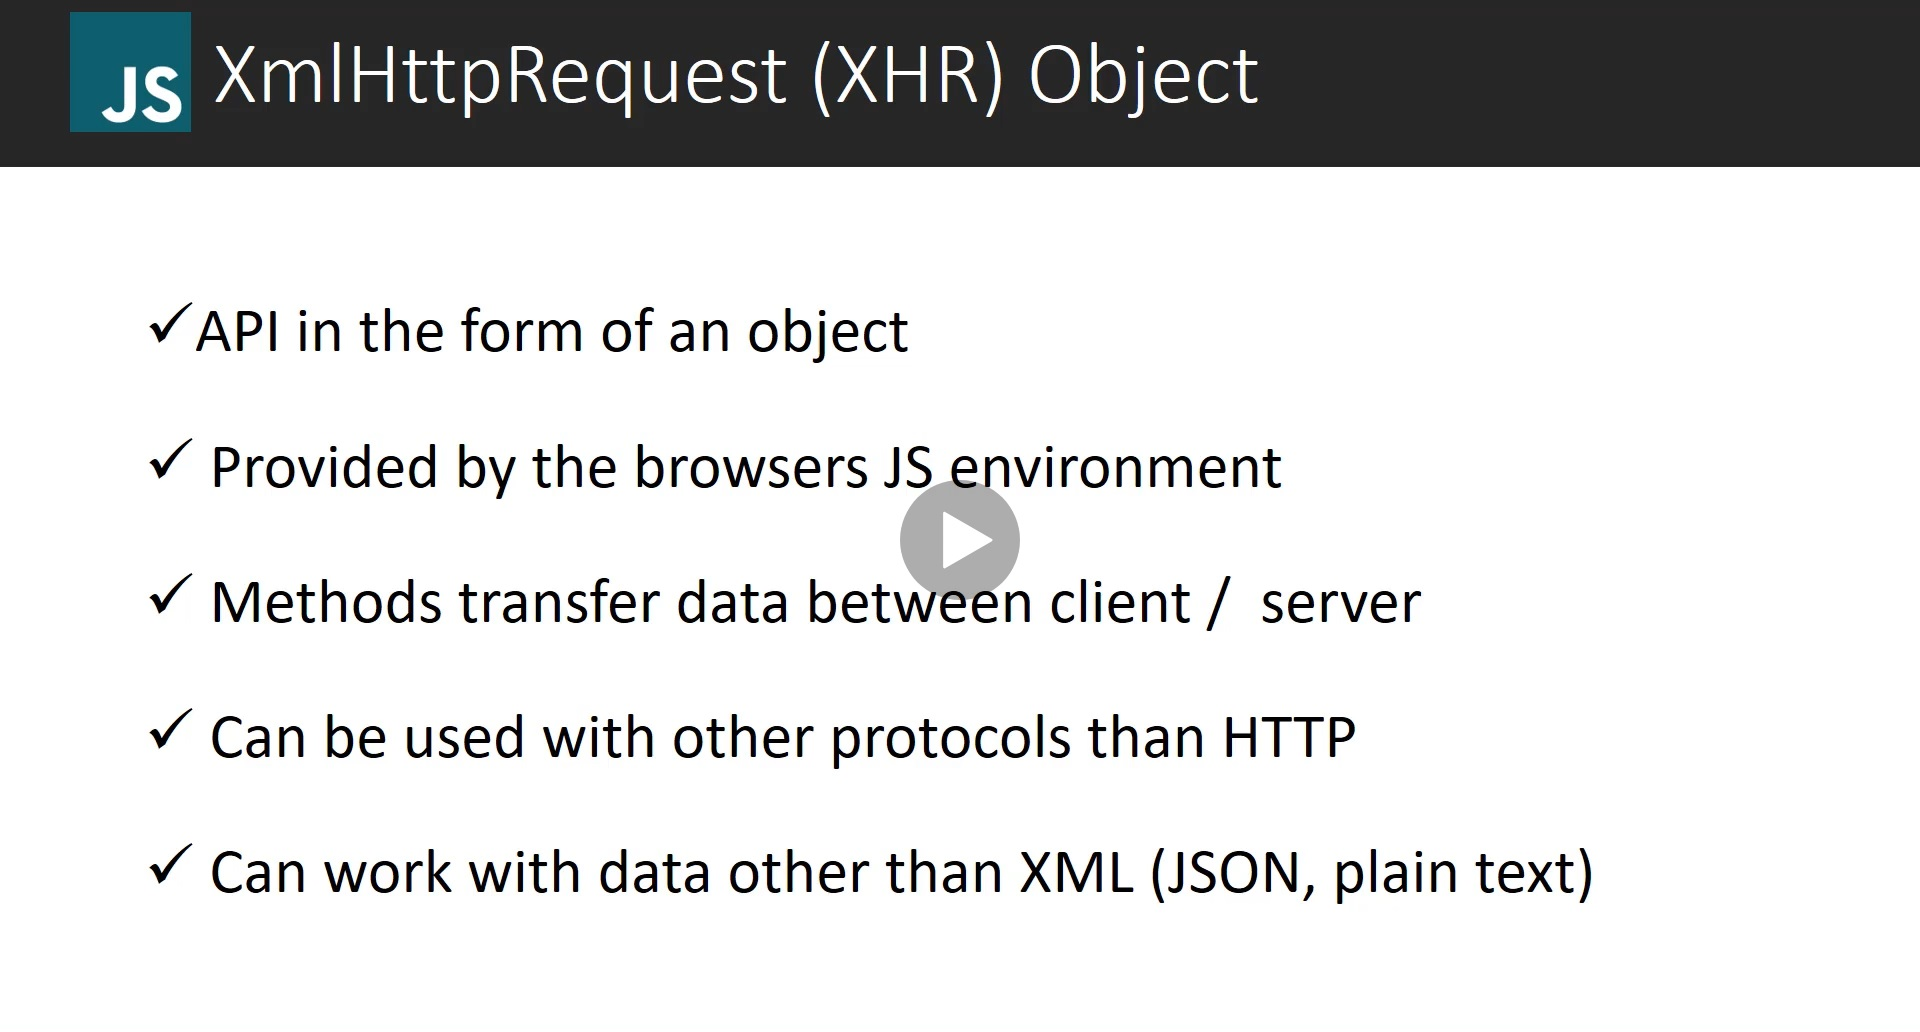 JS XmlHttpRequest (XHR) Object
✓API in the form of an object
✓ Provided by the browsers JS environment
✓ Methods transfer data between client / server
✓ Can be used with other protocols than HTTP
✓ Can work with data other than XML (JSON, plain text)